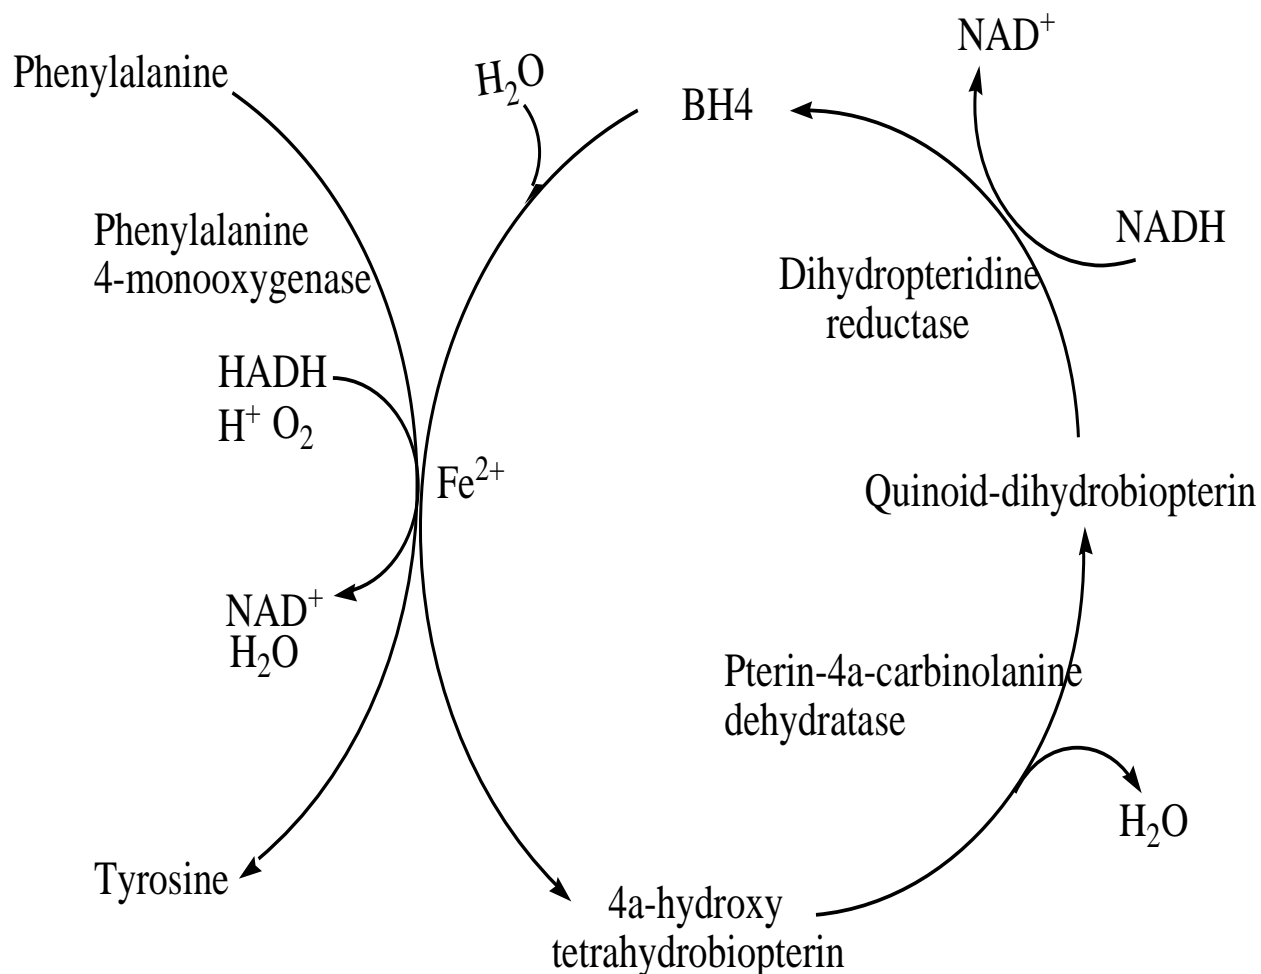 NAD⁺
Phenylalanine
H₂O
BH4
NADH
Phenylalanine
4-monooxygenase
Dihydropteridine
reductase
HADH
H⁺ O₂
Fe²⁺
Quinoid-dihydrobiopterin
NAD⁺
H₂O
Pterin-4a-carbinolanine
dehydratase
H₂O
Tyrosine
4a-hydroxy
tetrahydrobiopterin